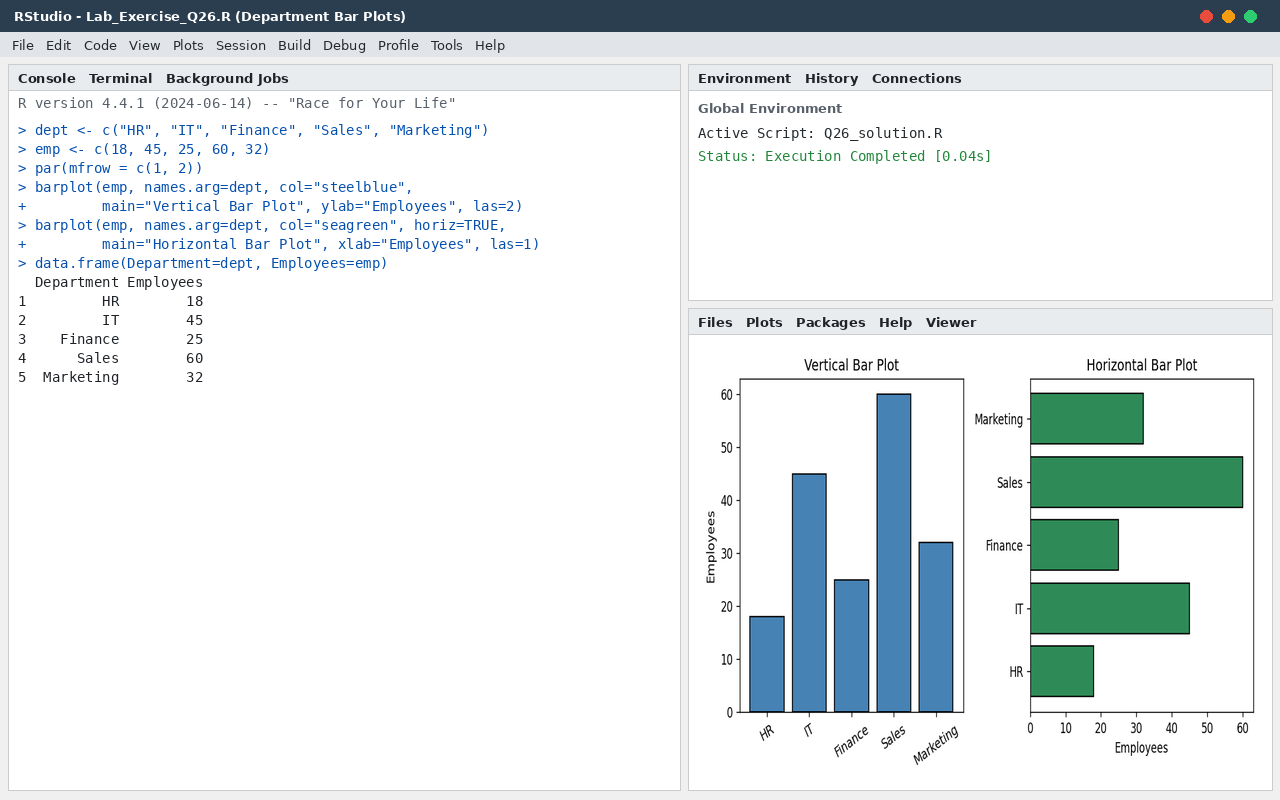 RStudio - Lab_Exercise_Q26.R (Department Bar Plots)
File Edit Code View Plots Session Build Debug Profile Tools Help
Console Terminal Background Jobs
R version 4.4.1 (2024-06-14) -- "Race for Your Life"
> dept <- c("HR", "IT", "Finance", "Sales", "Marketing")
> emp <- c(18, 45, 25, 60, 32)
> par(mfrow = c(1, 2))
> barplot(emp, names.arg=dept, col="steelblue",
+         main="Vertical Bar Plot", ylab="Employees", las=2)
> barplot(emp, names.arg=dept, col="seagreen", horiz=TRUE,
+         main="Horizontal Bar Plot", xlab="Employees", las=1)
> data.frame(Department=dept, Employees=emp)
  Department Employees
1         HR        18
2         IT        45
3    Finance        25
4      Sales        60
5  Marketing        32
Environment History Connections
Global Environment
Active Script: Q26_solution.R
Status: Execution Completed [0.04s]
Files Plots Packages Help Viewer
Vertical Bar Plot
60
50
40
30
20
10
0
Employees
HR IT Finance Sales Marketing
Horizontal Bar Plot
Marketing
Sales
Finance
IT
HR
0 10 20 30 40 50 60
Employees